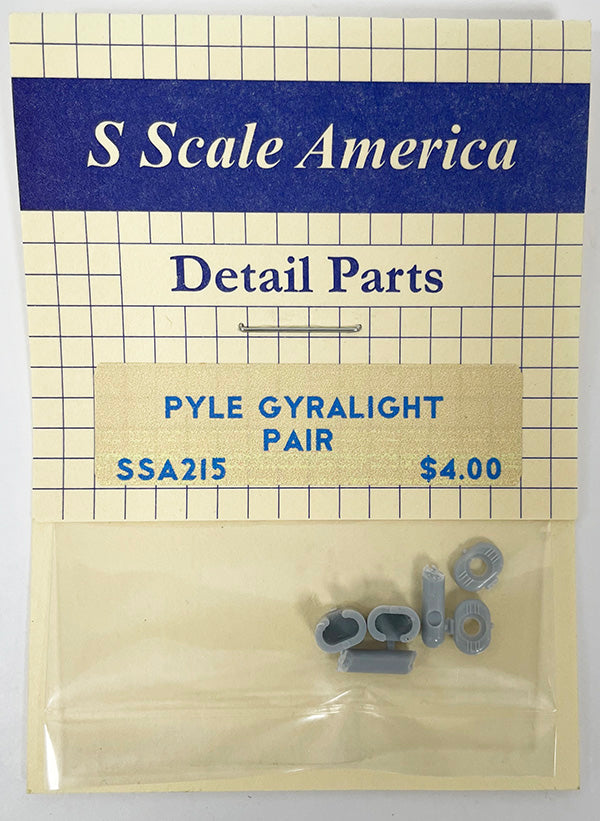 S Scale America
Detail Parts
PYLE GYRALIGHT
PAIR
SSA215 $4.00